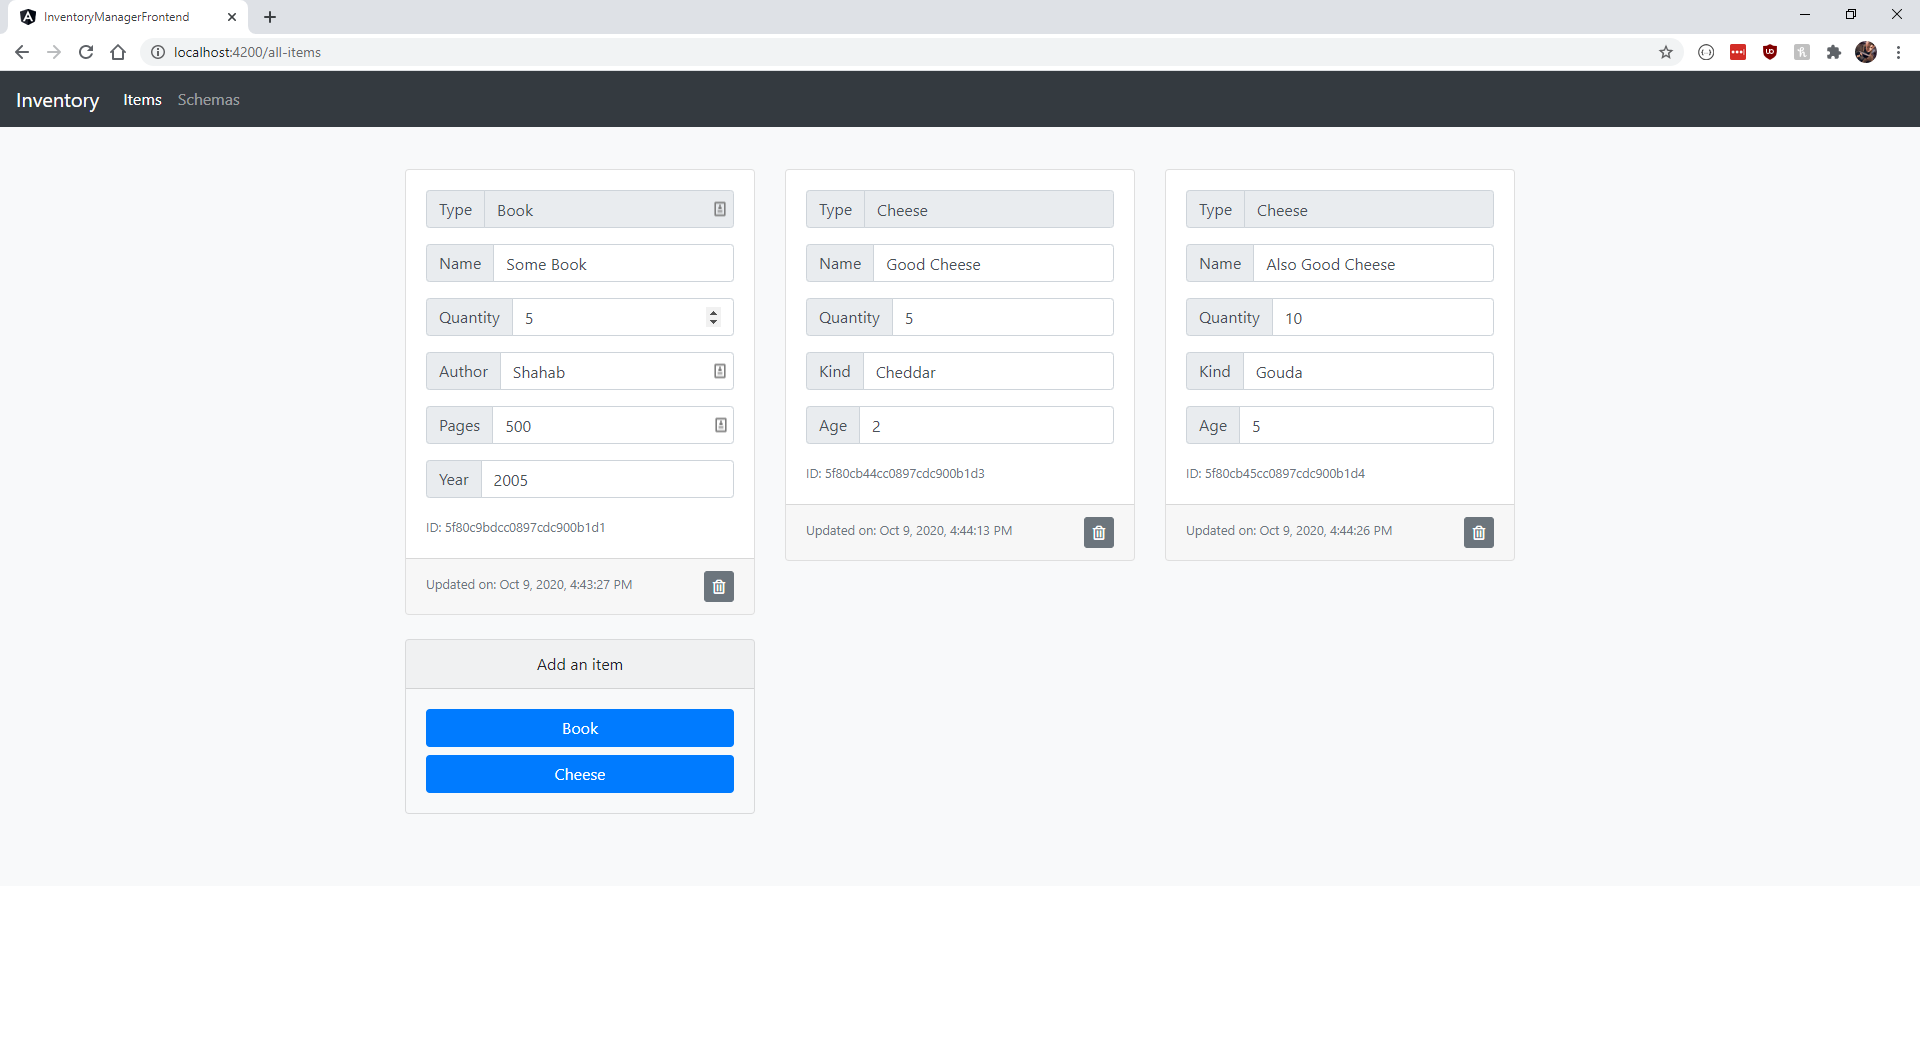 InventoryManagerFrontend
localhost:4200/all-items
Inventory Items Schemas
Type Book
Name Some Book
Quantity 5
Author Shahab
Pages 500
Year 2005
ID: 5f80c9bdcc0897cdc900b1d1
Updated on: Oct 9, 2020, 4:43:27 PM
Type Cheese
Name Good Cheese
Quantity 5
Kind Cheddar
Age 2
ID: 5f80cb44cc0897cdc900b1d3
Updated on: Oct 9, 2020, 4:44:13 PM
Type Cheese
Name Also Good Cheese
Quantity 10
Kind Gouda
Age 5
ID: 5f80cb45cc0897cdc900b1d4
Updated on: Oct 9, 2020, 4:44:26 PM
Add an item
Book
Cheese